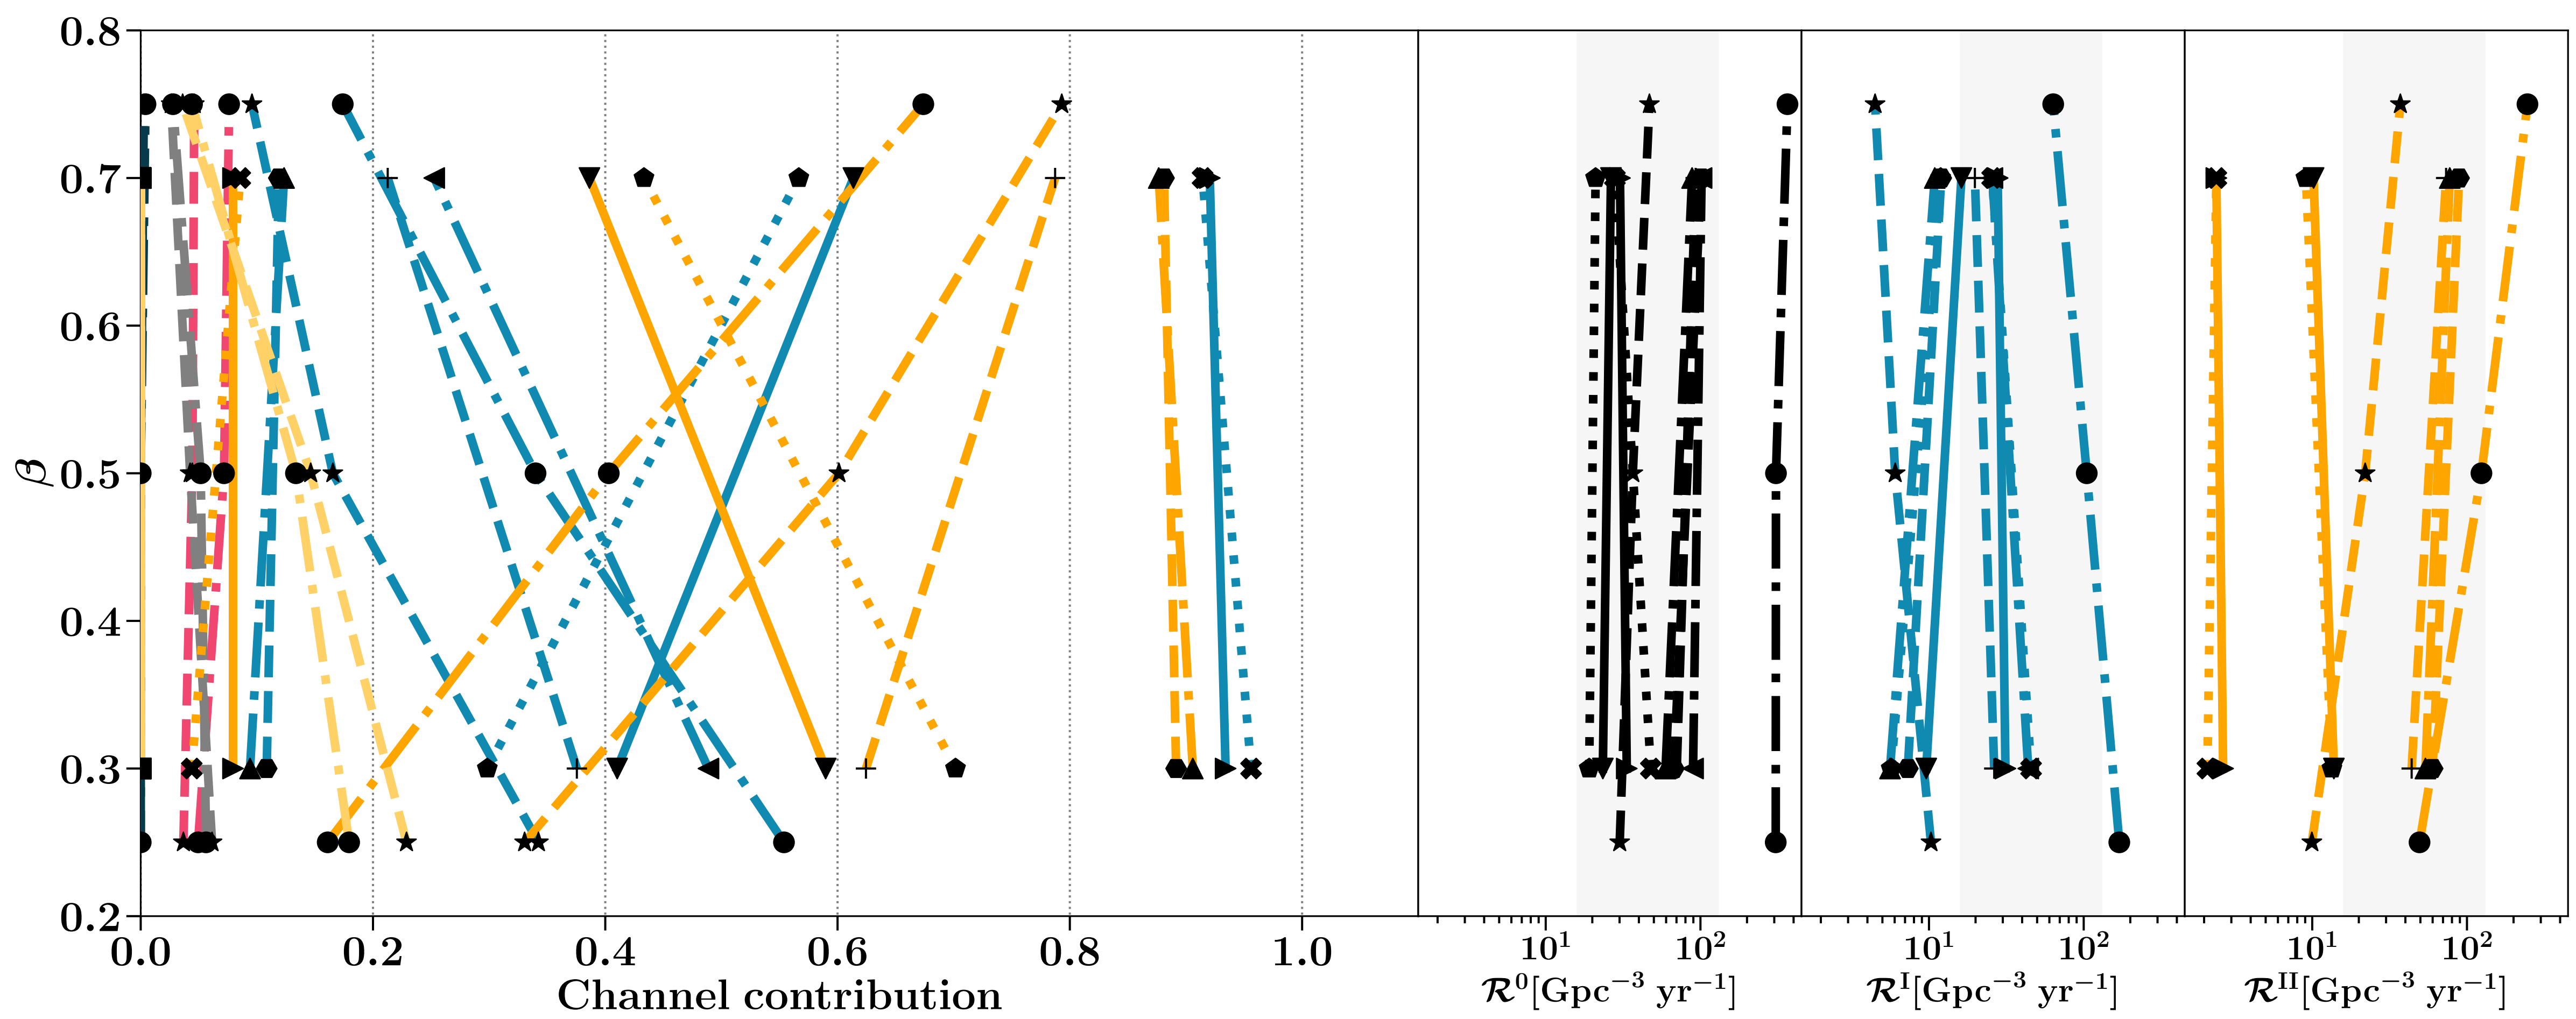 0.8
0.7
0.6
0.5
0.4
0.3
0.2
β
0.0 0.2 0.4 0.6 0.8 1.0
Channel contribution
10¹ 10²
ℛ⁰[Gpc⁻³ yr⁻¹]
10¹ 10²
ℛᴵ[Gpc⁻³ yr⁻¹]
10¹ 10²
ℛᴵᴵ[Gpc⁻³ yr⁻¹]